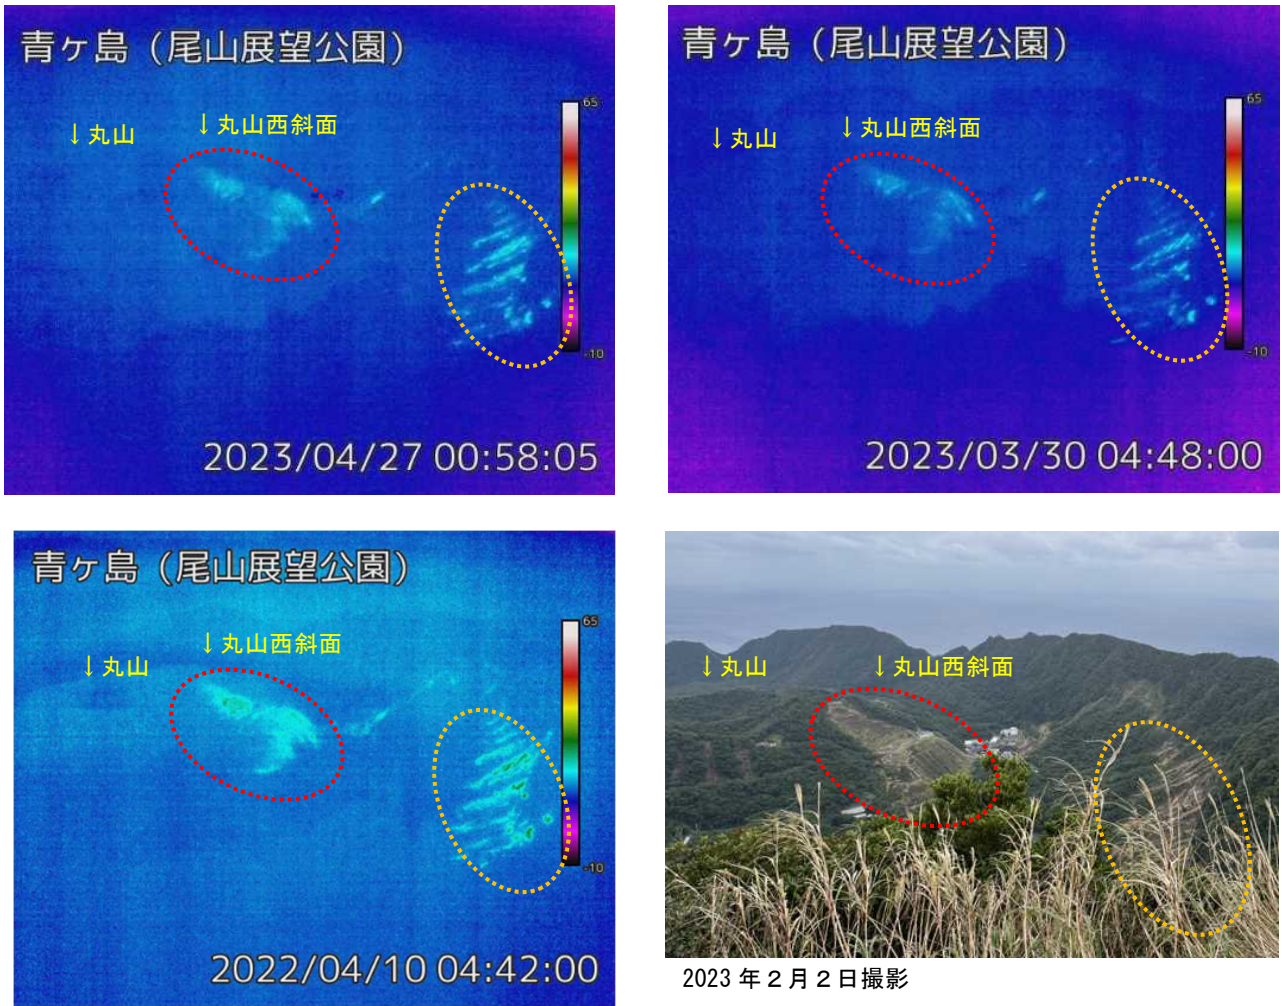 青ヶ島（尾山展望公園）
↓丸山
↓丸山西斜面
65
-10
2023/04/27 00:58:05
青ヶ島（尾山展望公園）
↓丸山
↓丸山西斜面
65
-10
2023/03/30 04:48:00
青ヶ島（尾山展望公園）
↓丸山
↓丸山西斜面
65
-10
2022/04/10 04:42:00
↓丸山
↓丸山西斜面
2023年２月２日撮影